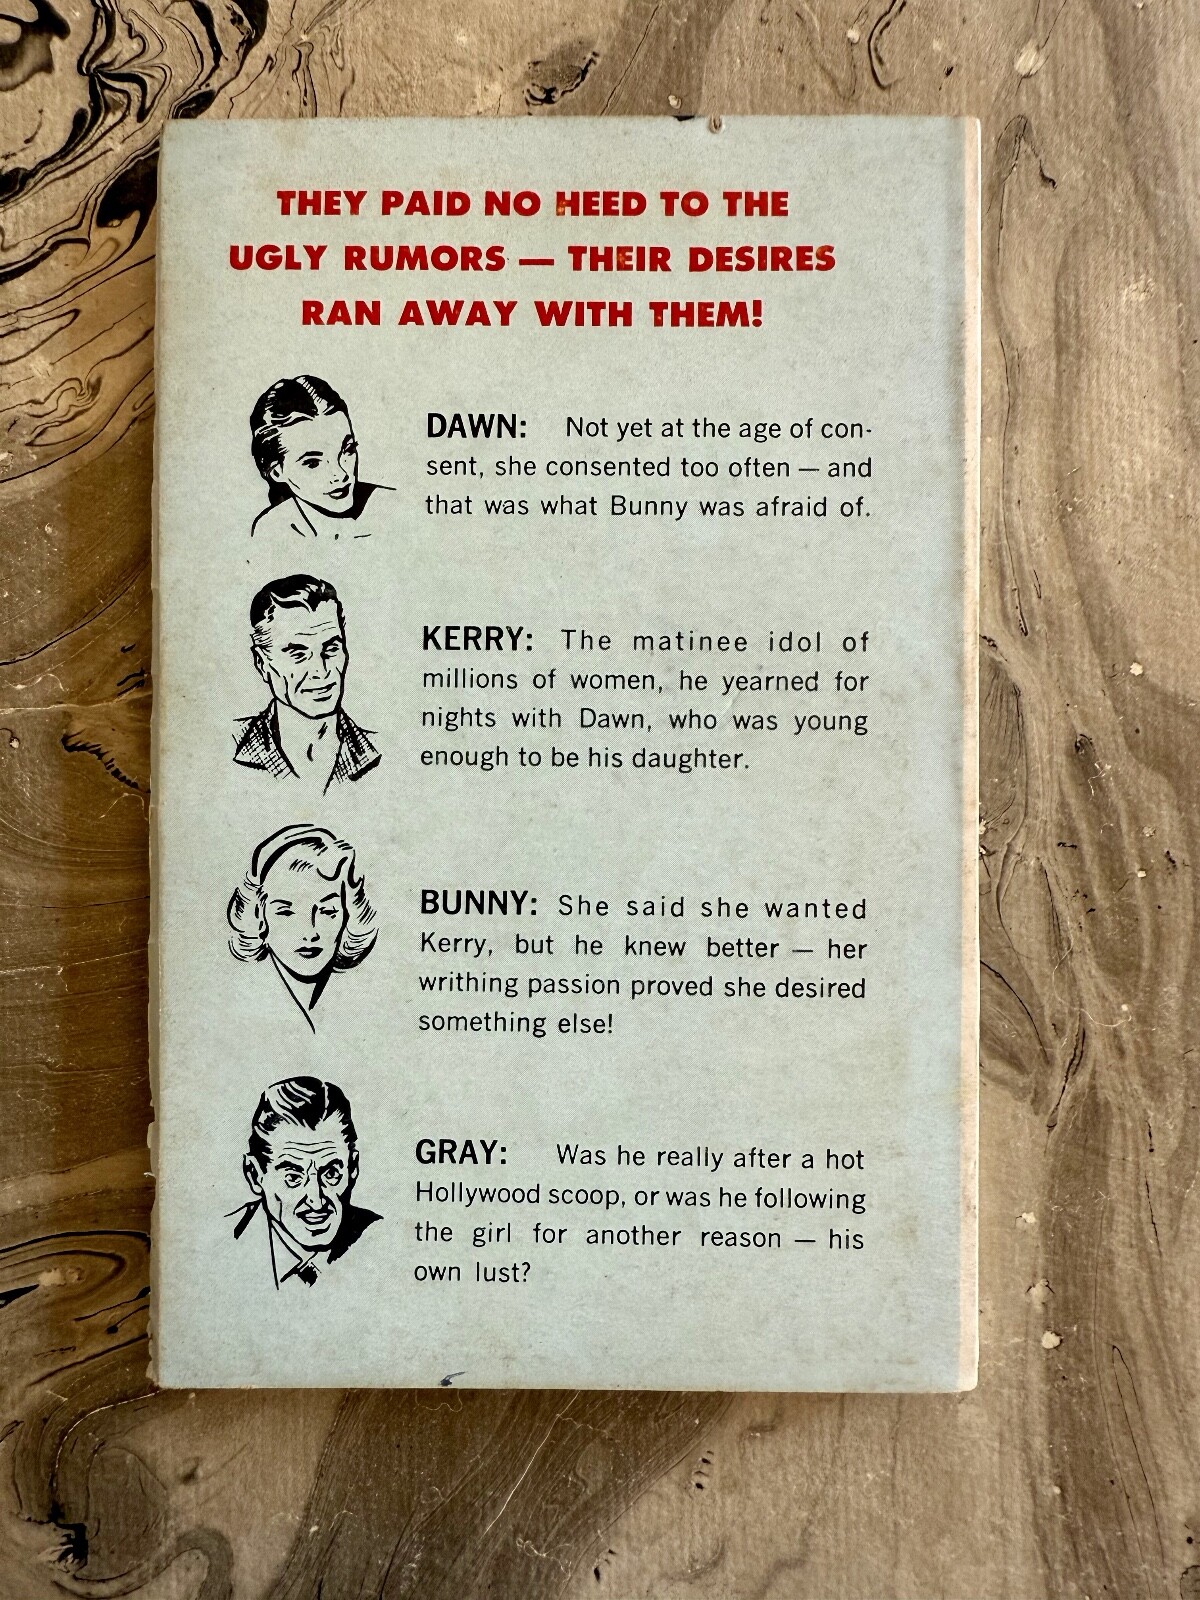 THEY PAID NO HEED TO THE
UGLY RUMORS — THEIR DESIRES
RAN AWAY WITH THEM!
DAWN: Not yet at the age of con-
sent, she consented too often — and
that was what Bunny was afraid of.
KERRY: The matinee idol of
millions of women, he yearned for
nights with Dawn, who was young
enough to be his daughter.
BUNNY: She said she wanted
Kerry, but he knew better — her
writhing passion proved she desired
something else!
GRAY: Was he really after a hot
Hollywood scoop, or was he following
the girl for another reason — his
own lust?